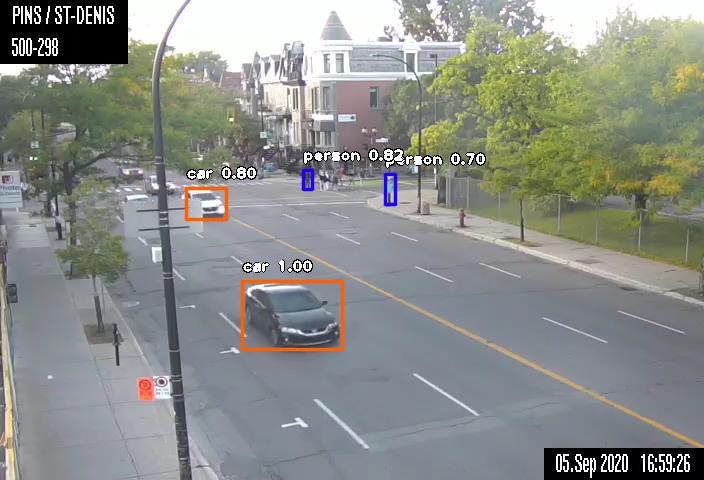 PINS / ST-DENIS
500-298
person 0.82
person 0.70
car 0.80
Photo
car 1.00
05.Sep 2020 16:59:26